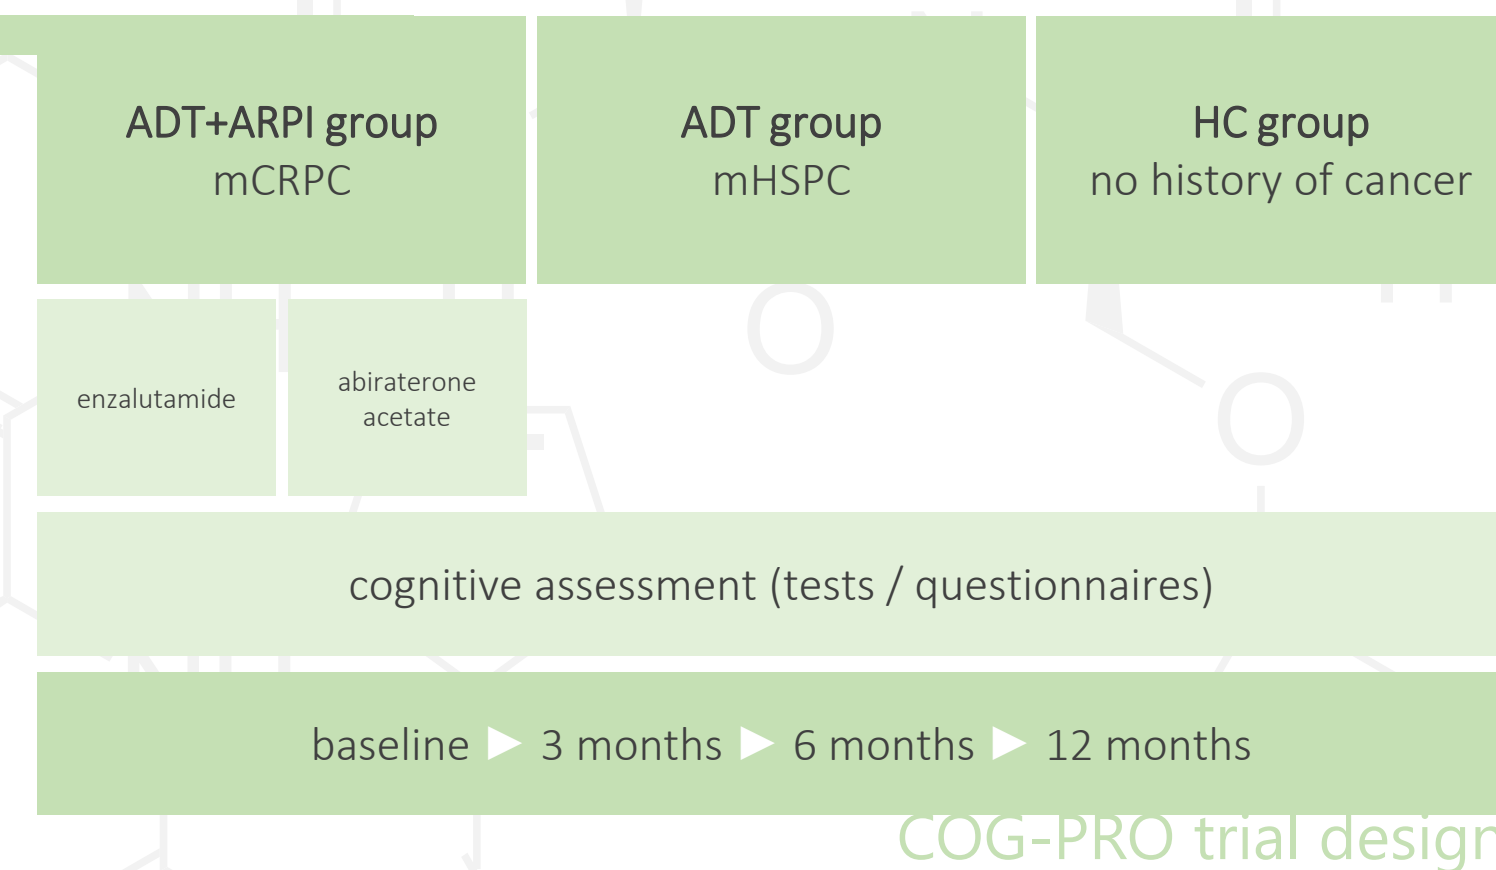 ADT+ARPI group
mCRPC
ADT group
mHSPC
HC group
no history of cancer
enzalutamide
abiraterone
acetate
cognitive assessment (tests / questionnaires)
baseline ▶ 3 months ▶ 6 months ▶ 12 months
COG-PRO trial design
O
O